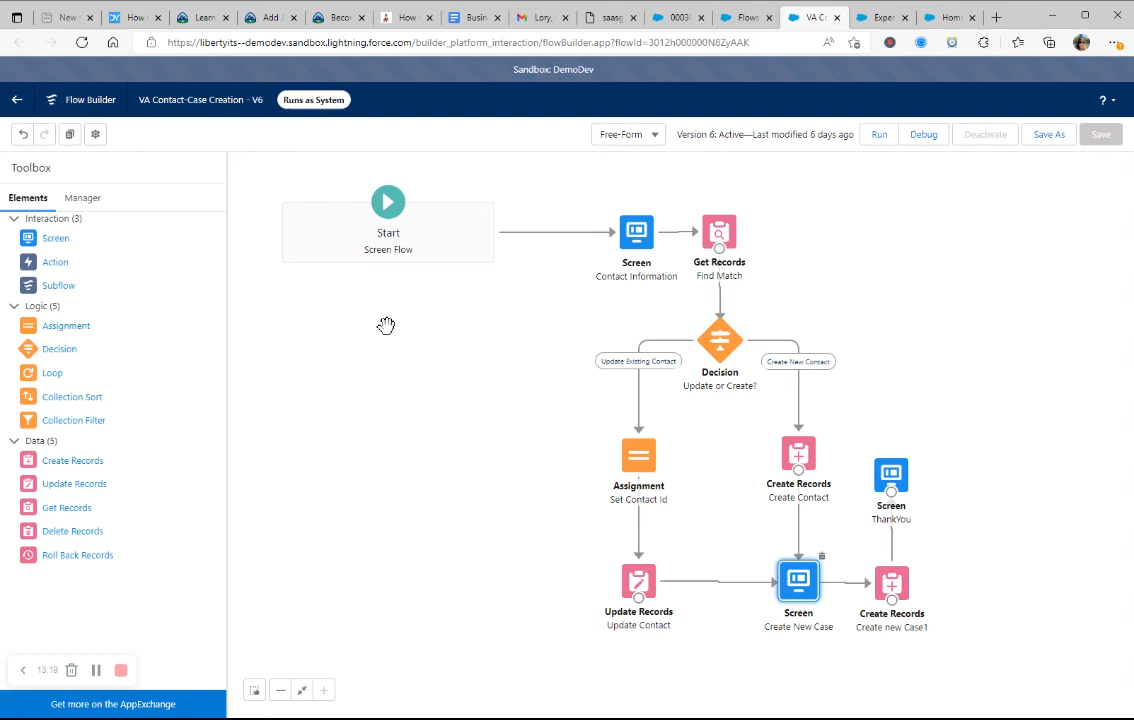 New s
How
Learn
Add J
Beco
How
Busin
Lory,
saasg
0003
Flows
VA C
Exper
Home
https://libertyits--demodev.sandbox.lightning.force.com/builder_platform_interaction/flowBuilder.app?flowId=3012h000000N8ZyAAK
Sandbox: DemoDev
Flow Builder
VA Contact-Case Creation - V6
Runs as System
?
Free-Form
Version 6: Active—Last modified 6 days ago
Run
Debug
Deactivate
Save As
Save
Toolbox
Elements
Manager
Interaction (3)
Screen
Action
Subflow
Logic (5)
Assignment
Decision
Loop
Collection Sort
Collection Filter
Data (5)
Create Records
Update Records
Get Records
Delete Records
Roll Back Records
13:19
Get more on the AppExchange
Start
Screen Flow
Screen
Contact Information
Get Records
Find Match
Update Existing Contact
Create New Contact
Decision
Update or Create?
Assignment
Set Contact Id
Create Records
Create Contact
Screen
ThankYou
Update Records
Update Contact
Screen
Create New Case
Create Records
Create new Case1